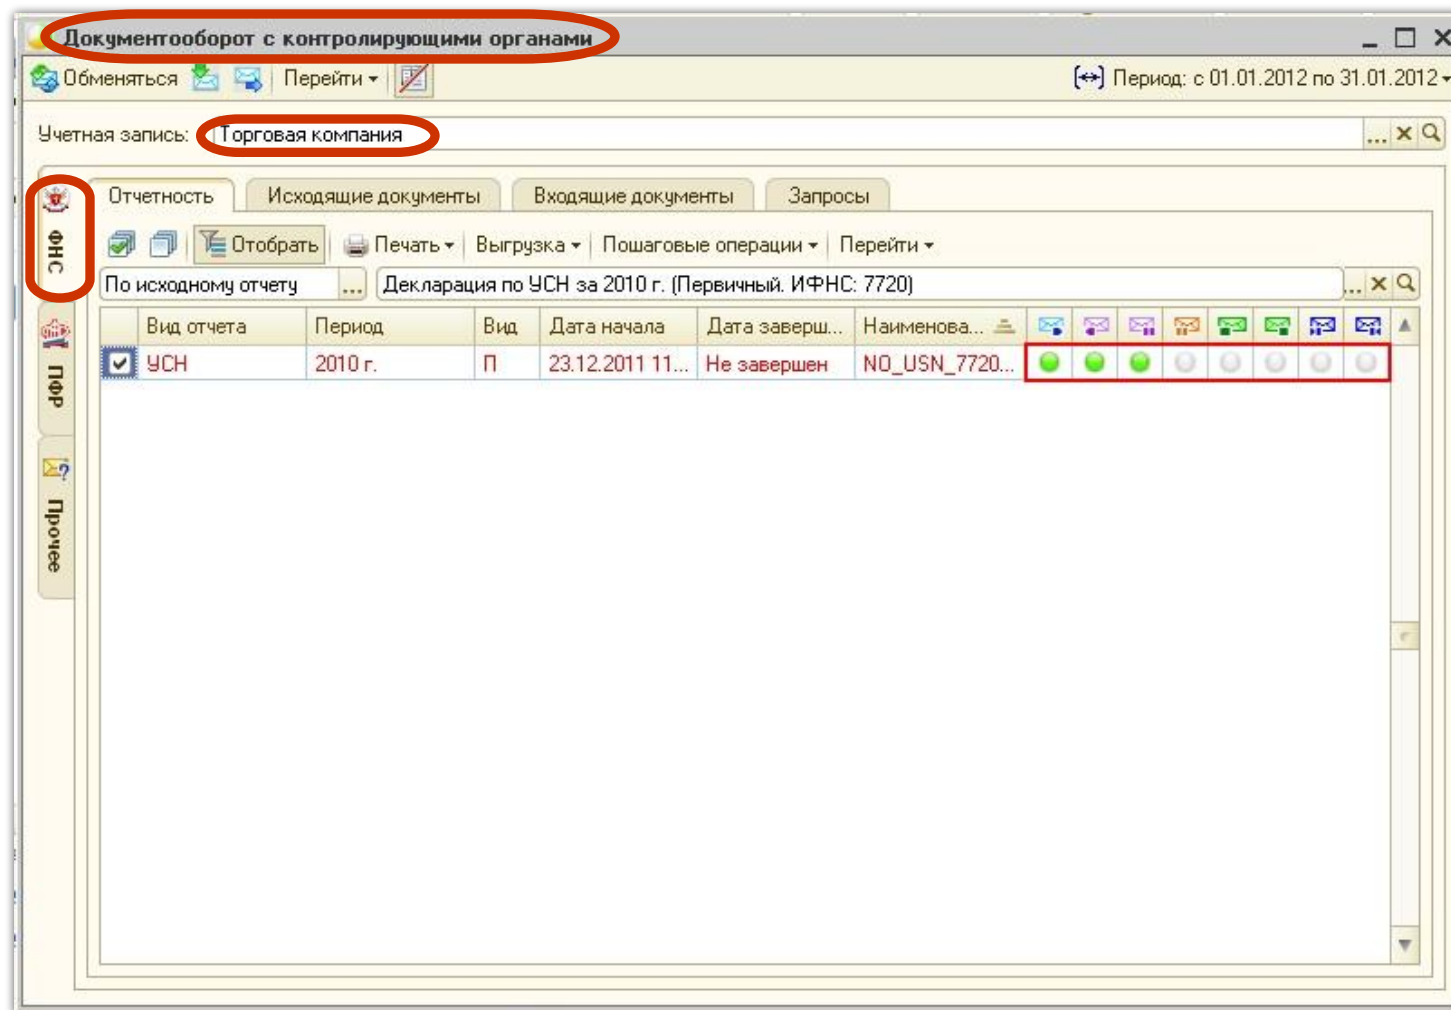 Документооборот с контролирующими органами
Обменяться Перейти Период: с 01.01.2012 по 31.01.2012
Учетная запись: Торговая компания ...
ФНС
ПФР
Прочее
Отчетность Исходящие документы Входящие документы Запросы
Отобрать Печать Выгрузка Пошаговые операции Перейти
По исходному отчету ... Декларация по УСН за 2010 г. (Первичный. ИФНС: 7720) ...
Вид отчета Период Вид Дата начала Дата заверш... Наименова...
УСН 2010 г. П 23.12.2011 11... Не завершен NO_USN_7720...